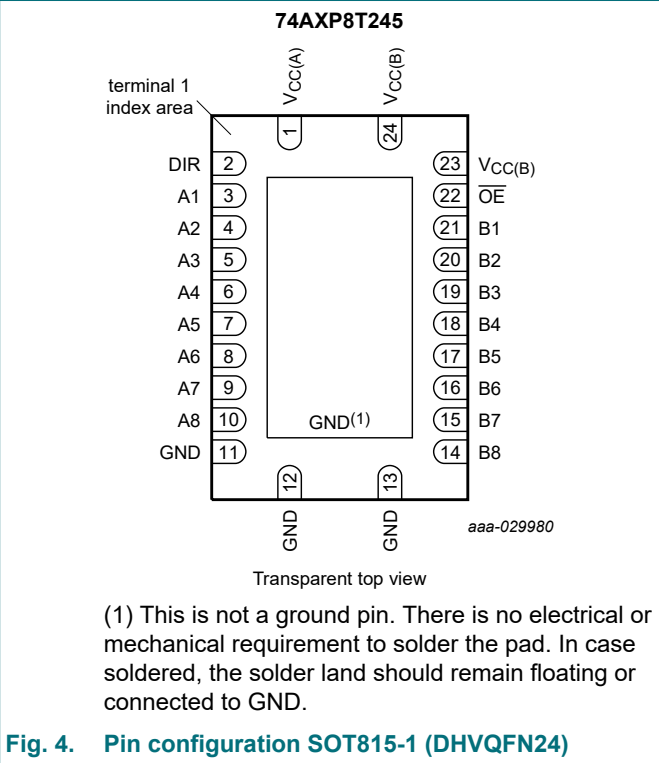 74AXP8T245
terminal 1
index area
VCC(A)
VCC(B)
1
24
DIR 2
23 VCC(B)
A1 3
22 OE
A2 4
21 B1
A3 5
20 B2
A4 6
19 B3
A5 7
18 B4
A6 8
17 B5
A7 9
16 B6
A8 10
GND(1)
15 B7
GND 11
14 B8
12
13
GND
GND
aaa-029980
Transparent top view
(1) This is not a ground pin. There is no electrical or
mechanical requirement to solder the pad. In case
soldered, the solder land should remain floating or
connected to GND.
Fig. 4. Pin configuration SOT815-1 (DHVQFN24)